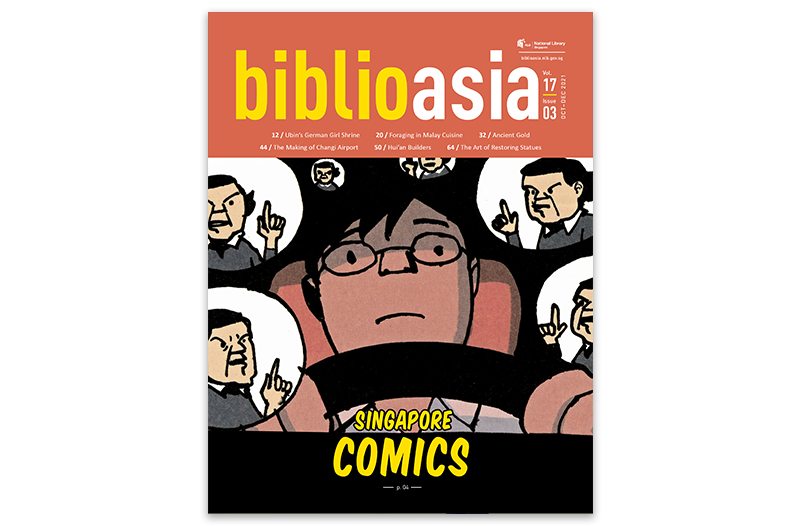 NLB National Library
Singapore
biblioasia.nlb.gov.sg
biblioasia
Vol.
17
Issue
03
OCT–DEC 2021
12 / Ubin's German Girl Shrine 20 / Foraging in Malay Cuisine 32 / Ancient Gold
44 / The Making of Changi Airport 50 / Hui'an Builders 64 / The Art of Restoring Statues
SINGAPORE
COMICS
p. 04